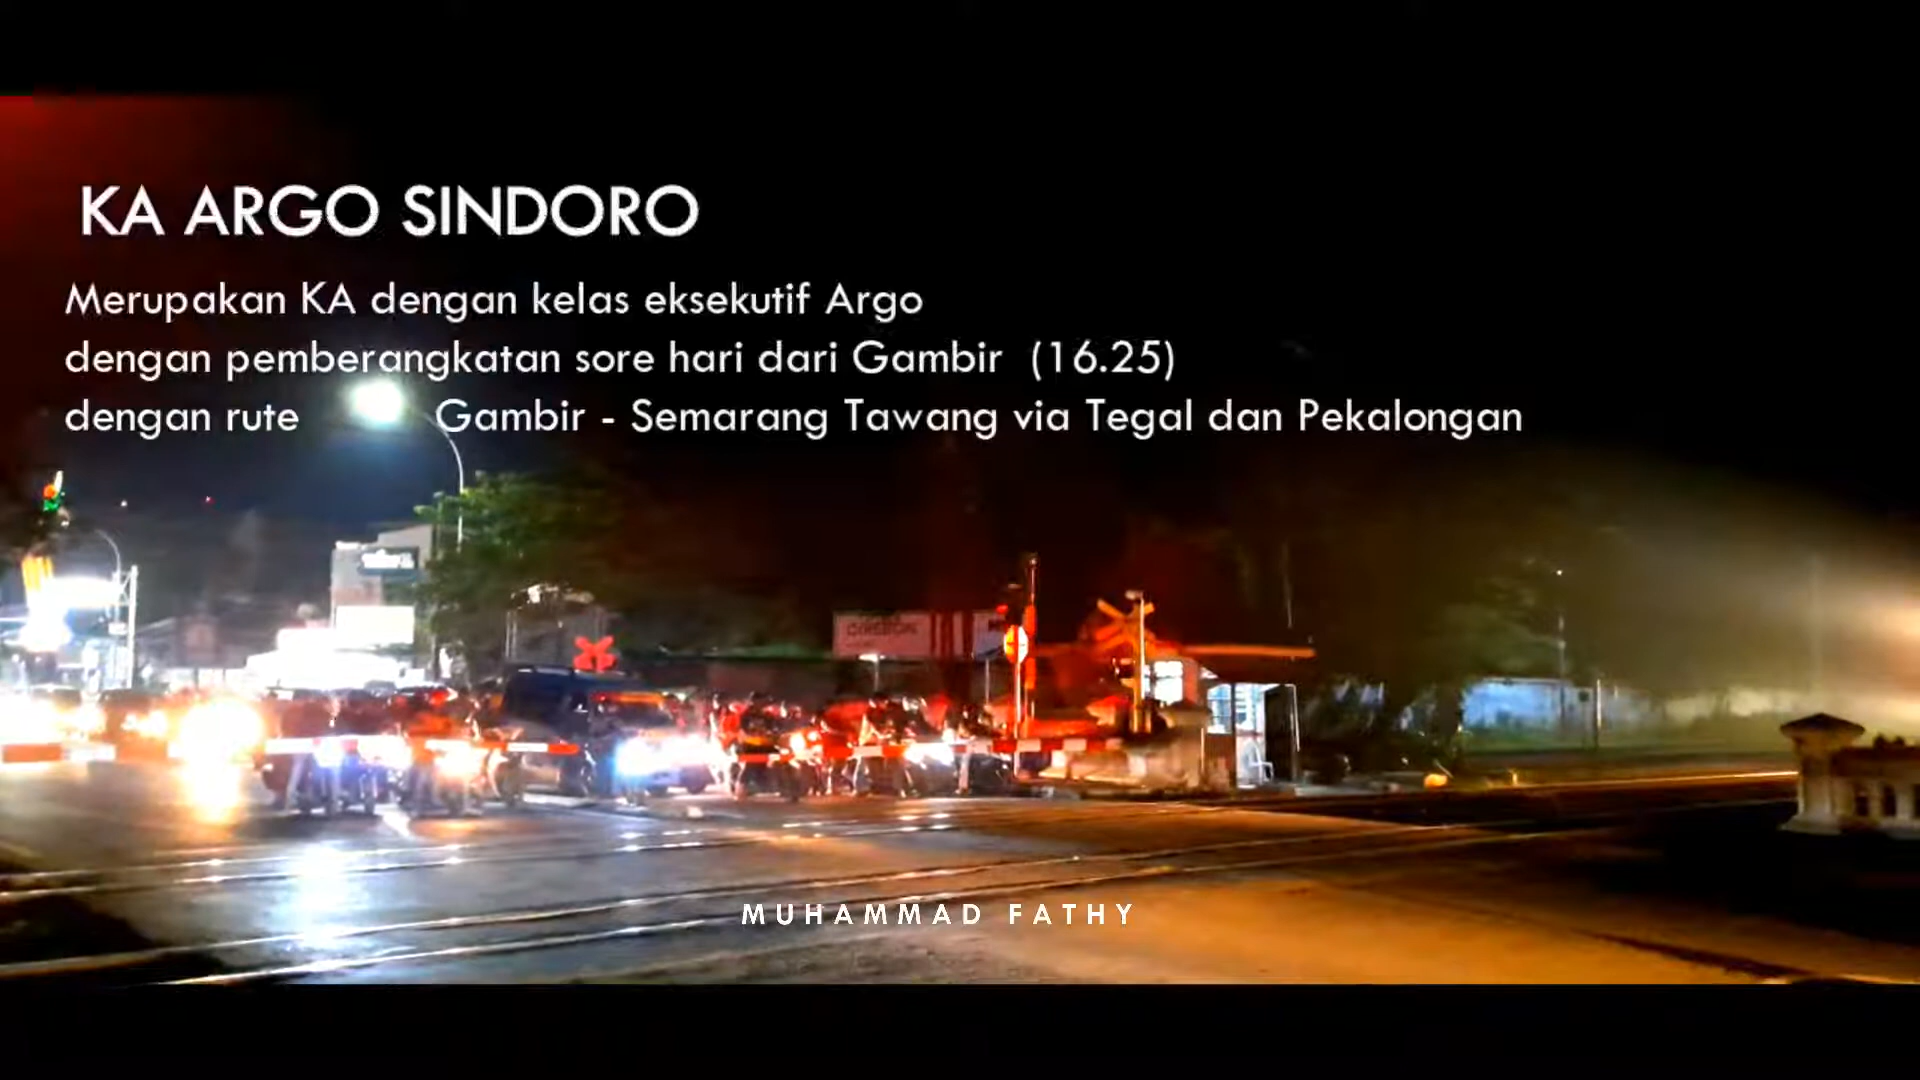 KA ARGO SINDORO
Merupakan KA dengan kelas eksekutif Argo
dengan pemberangkatan sore hari dari Gambir (16.25)
dengan rute Gambir - Semarang Tawang via Tegal dan Pekalongan
CIREBON
MUHAMMAD FATHY